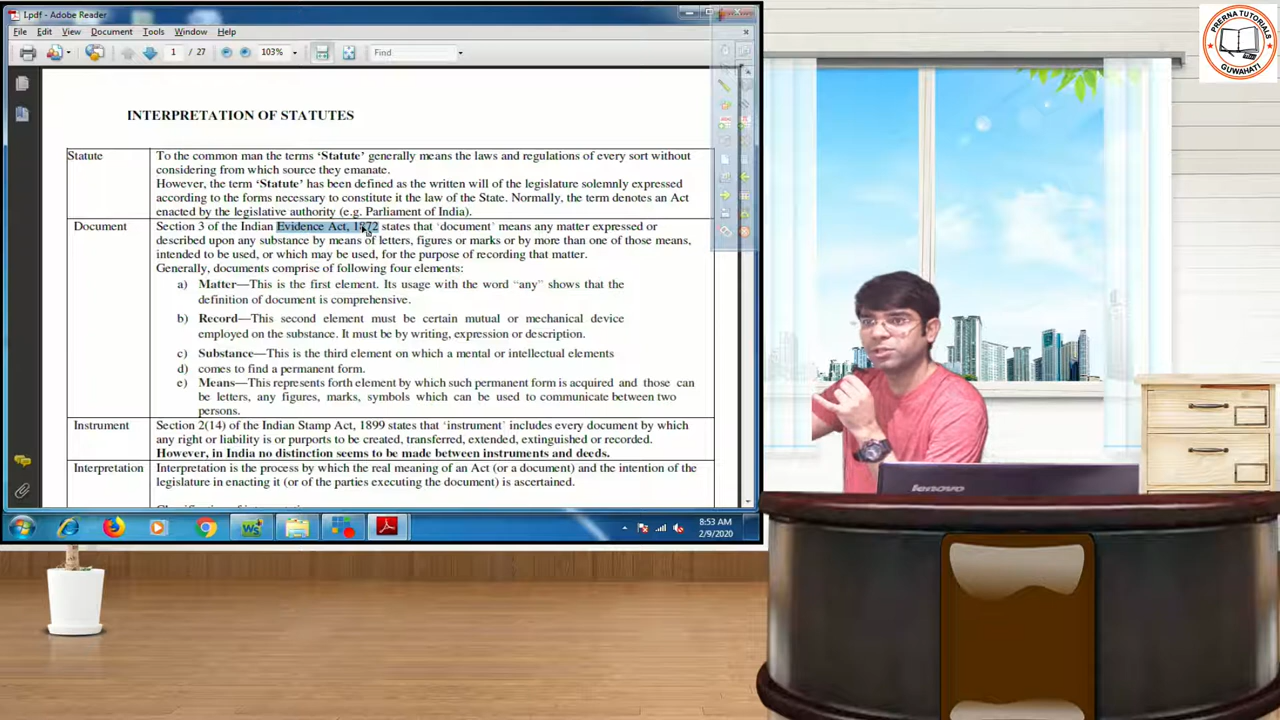 I.pdf - Adobe Reader
File Edit View Document Tools Window Help
1 / 27 103% Find
INTERPRETATION OF STATUTES
Statute
To the common man the terms ‘Statute’ generally means the laws and regulations of every sort without
considering from which source they emanate.
However, the term ‘Statute’ has been defined as the written will of the legislature solemnly expressed
according to the forms necessary to constitute it the law of the State. Normally, the term denotes an Act
enacted by the legislative authority (e.g. Parliament of India).
Document
Section 3 of the Indian Evidence Act, 1872 states that ‘document’ means any matter expressed or
described upon any substance by means of letters, figures or marks or by more than one of those means,
intended to be used, or which may be used, for the purpose of recording that matter.
Generally, documents comprise of following four elements:
a) Matter—This is the first element. Its usage with the word “any” shows that the
definition of document is comprehensive.
b) Record—This second element must be certain mutual or mechanical device
employed on the substance. It must be by writing, expression or description.
c) Substance—This is the third element on which a mental or intellectual elements
d) comes to find a permanent form.
e) Means—This represents forth element by which such permanent form is acquired and those can
be letters, any figures, marks, symbols which can be used to communicate between two
persons.
Instrument
Section 2(14) of the Indian Stamp Act, 1899 states that ‘instrument’ includes every document by which
any right or liability is or purports to be created, transferred, extended, extinguished or recorded.
However, in India no distinction seems to be made between instruments and deeds.
Interpretation
Interpretation is the process by which the real meaning of an Act (or a document) and the intention of the
legislature in enacting it (or of the parties executing the document) is ascertained.
8:53 AM
2/9/2020
PRERNA TUTORIALS
GUWAHATI
lenovo